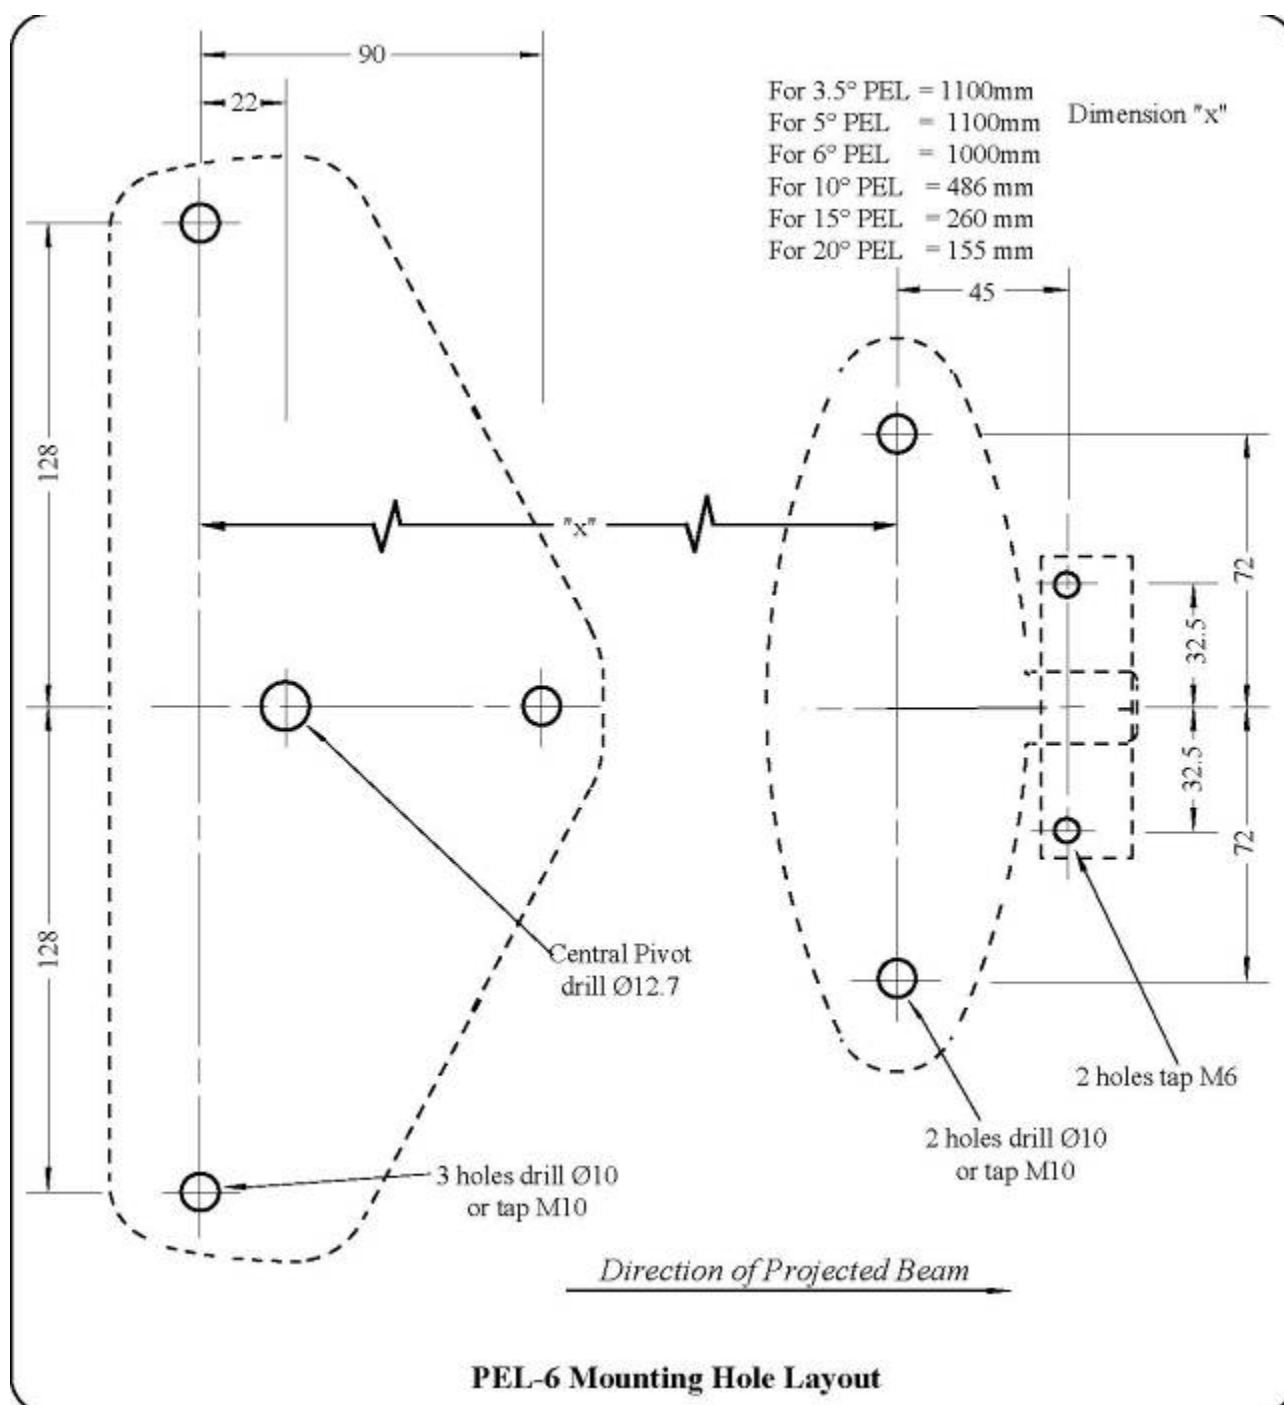 90
22
For 3.5° PEL = 1100mm
For 5° PEL = 1100mm
For 6° PEL = 1000mm
For 10° PEL = 486 mm
For 15° PEL = 260 mm
For 20° PEL = 155 mm
Dimension "x"
45
128
"x"
72
32.5
32.5
72
128
Central Pivot
drill Ø12.7
2 holes tap M6
2 holes drill Ø10
or tap M10
3 holes drill Ø10
or tap M10
Direction of Projected Beam
PEL-6 Mounting Hole Layout